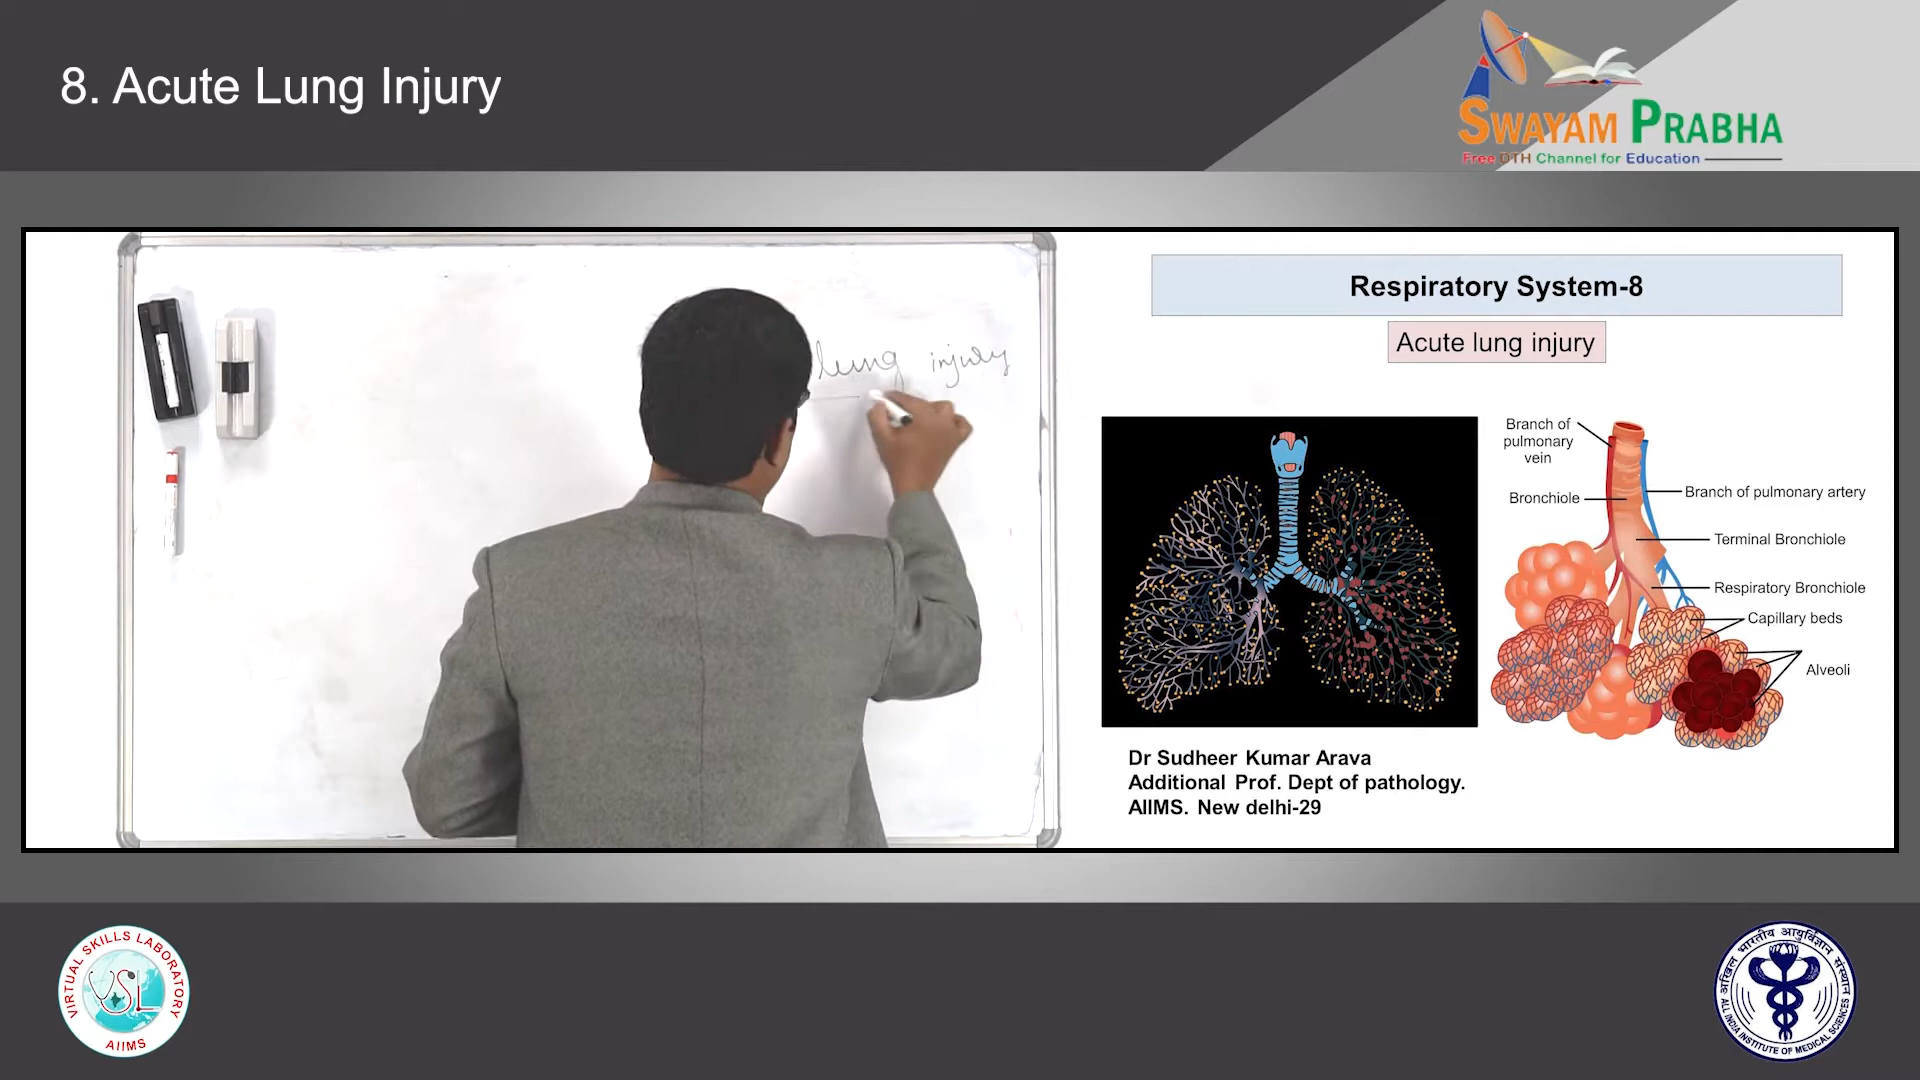 8. Acute Lung Injury
SWAYAM PRABHA
Free DTH Channel for Education
lung injury
Respiratory System-8
Acute lung injury
Branch of
pulmonary
vein
Bronchiole
Branch of pulmonary artery
Terminal Bronchiole
Respiratory Bronchiole
Capillary beds
Alveoli
Dr Sudheer Kumar Arava
Additional Prof. Dept of pathology.
AIIMS. New delhi-29
VIRTUAL SKILLS LABORATORY
VSL
AIIMS
अखिल भारतीय आयुर्विज्ञान संस्थान
ALL INDIA INSTITUTE OF MEDICAL SCIENCES